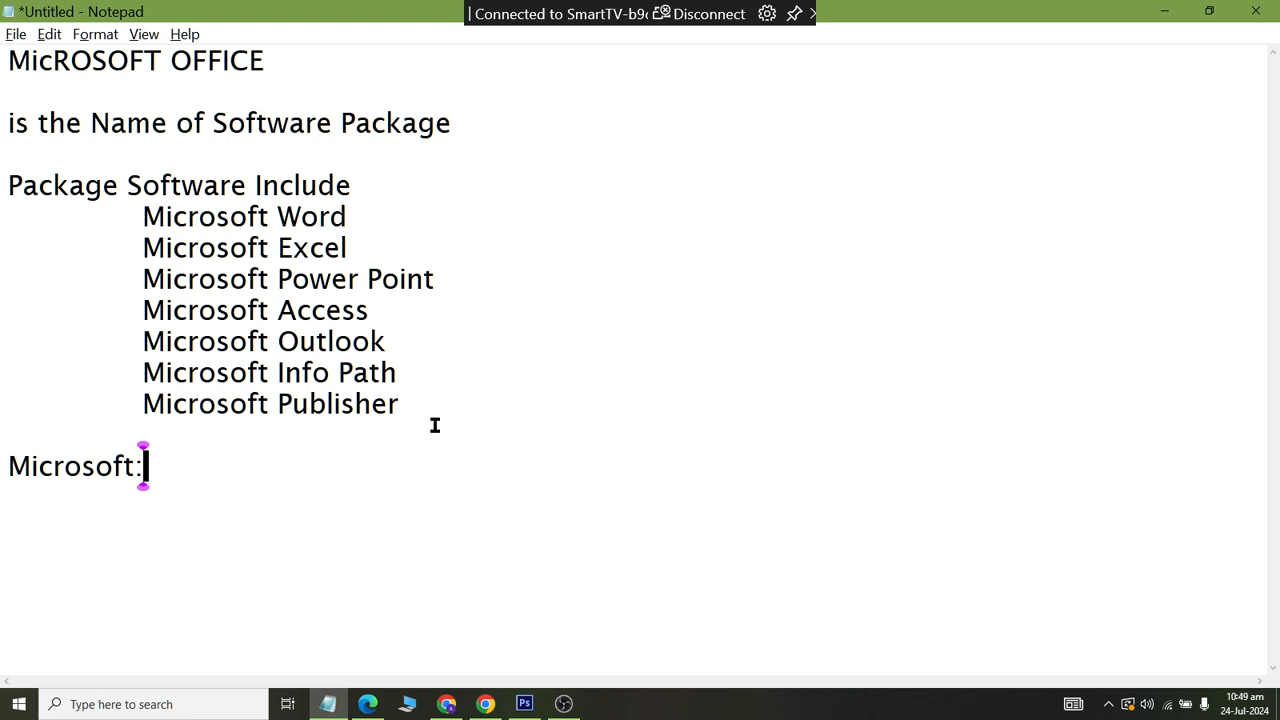 *Untitled - Notepad
Connected to SmartTV-b9 Disconnect
File Edit Format View Help
MicROSOFT OFFICE
is the Name of Software Package
Package Software Include
Microsoft Word
Microsoft Excel
Microsoft Power Point
Microsoft Access
Microsoft Outlook
Microsoft Info Path
Microsoft Publisher
Microsoft:
Type here to search
Ps
10:49 am
24-Jul-2024